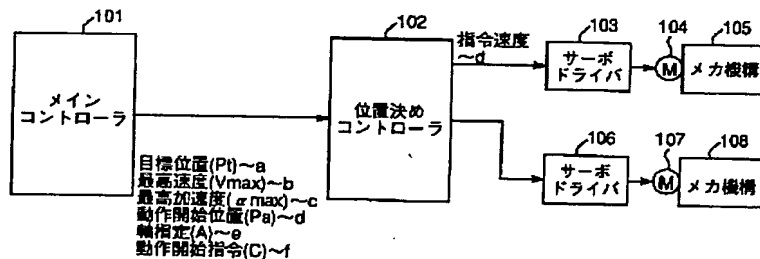 101
メイン
コントローラ
目標位置(Pt)~a
最高速度(Vmax)~b
最高加速度(αmax)~c
動作開始位置(Pa)~d
軸指定(A)~e
動作開始指令(C)~f
102
位置決め
コントローラ
指令速度
~d
103
サーボ
ドライバ
104
M
105
メカ機構
106
サーボ
ドライバ
107
M
108
メカ機構